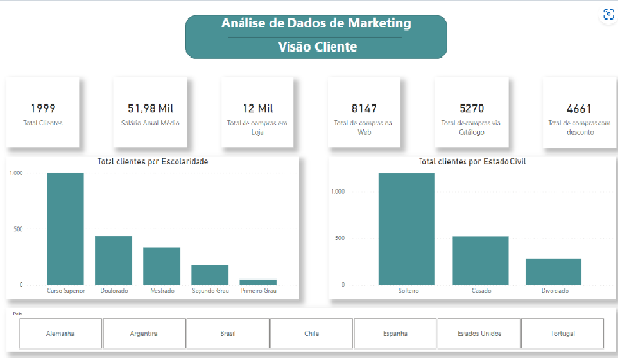 Análise de Dados de Marketing
Visão Cliente
1999
Total Clientes
51,98 Mil
Salário Anual Média
12 Mil
Total de compras em
Loja
8147
Total de compras na
Web
5270
Total de compras via
Catálogo
4661
Total de compras com
desconto
Total clientes por Escolaridade
1.000
500
0
Curso Superior
Doutorado
Mestrado
Segundo Grau
Primeiro Grau
Total clientes por Estado Civil
1.000
500
0
Solteiro
Casado
Divorciado
País
Alemanha
Argentina
Brasil
Chile
Espanha
Estados Unidos
Portugal